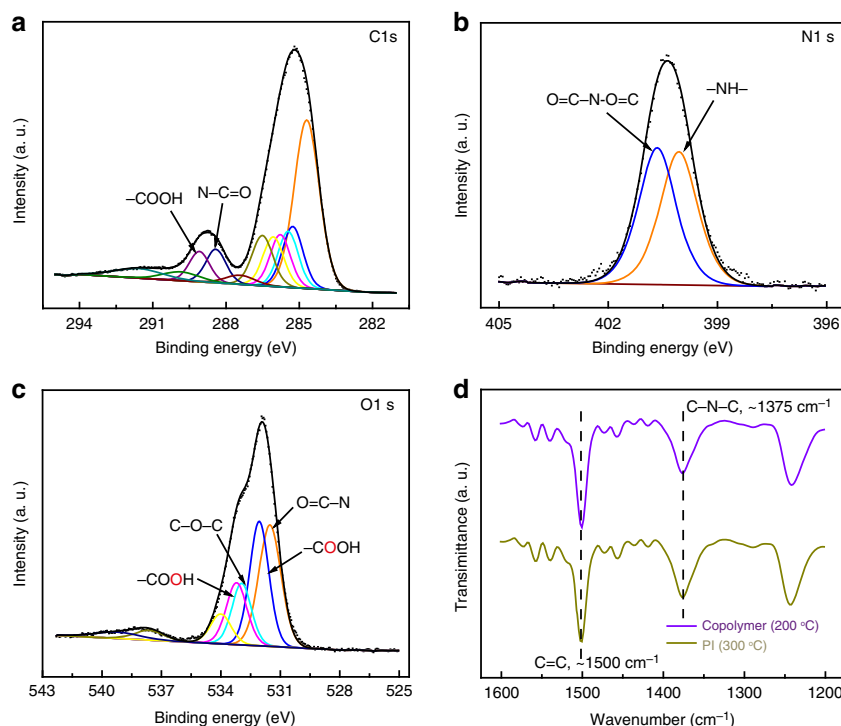 a
C1s
–COOH
N–C=O
Intensity (a. u.)
294 291 288 285 282
Binding energy (eV)
b
N1 s
O=C–N-O=C
–NH–
Intensity (a. u.)
405 402 399 396
Binding energy (eV)
c
O1 s
C–O–C
O=C–N
–COOH
–COOH
Intensity (a. u.)
543 540 537 534 531 528 525
Binding energy (eV)
d
C–N–C, ~1375 cm⁻¹
Transimittance (a. u.)
Copolymer (200 °C)
PI (300 °C)
C=C, ~1500 cm⁻¹
1600 1500 1400 1300 1200
Wavenumber (cm⁻¹)